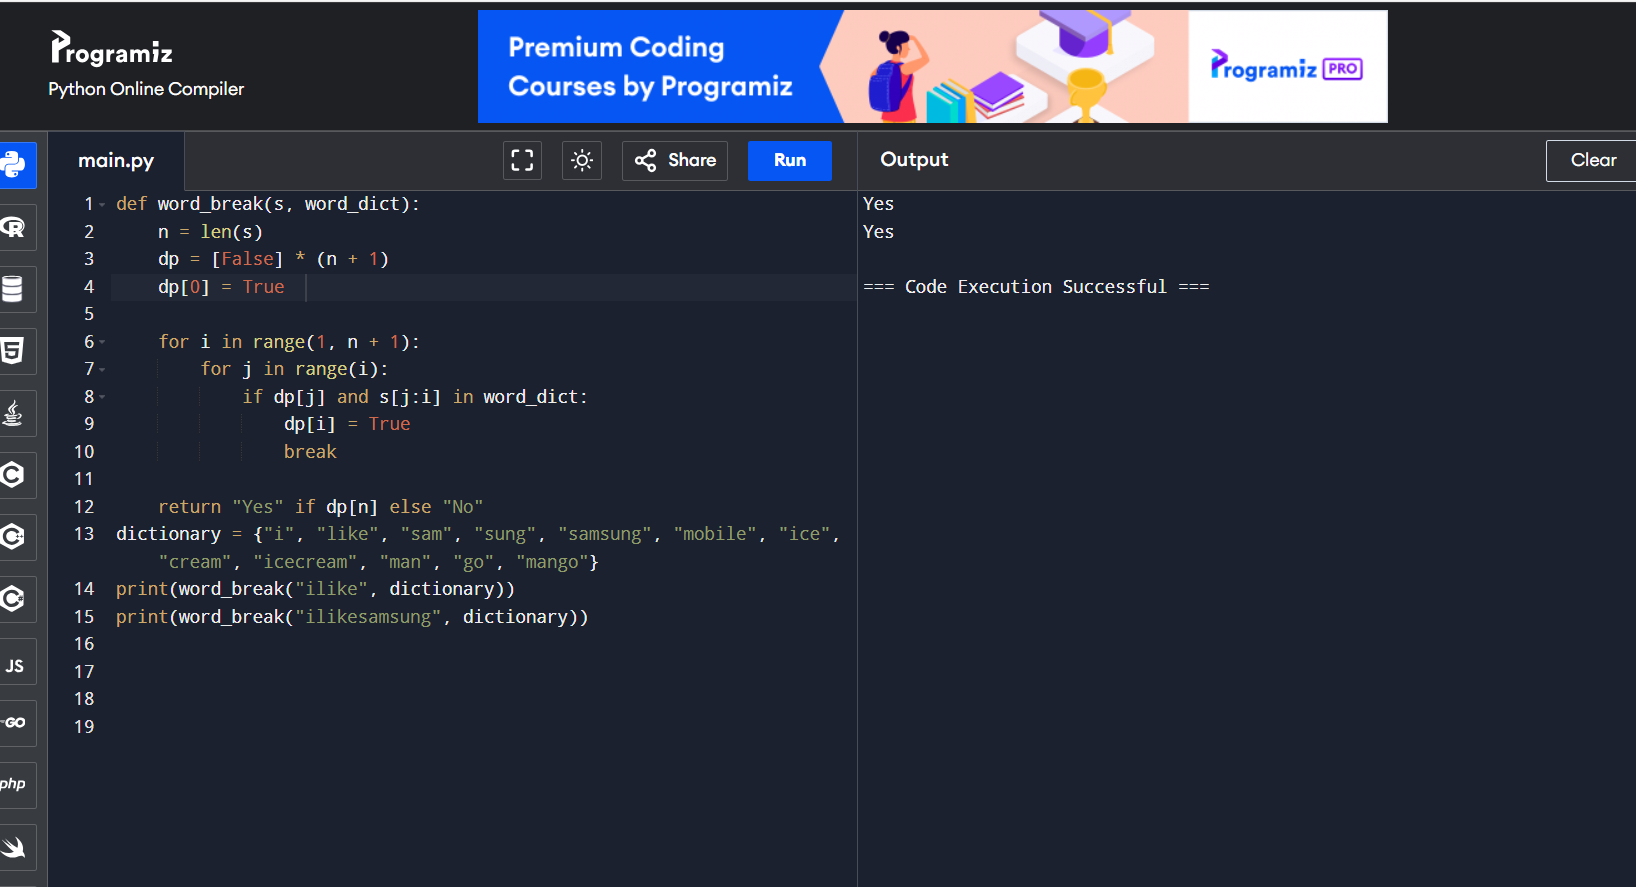 Programiz
Python Online Compiler
Premium Coding
Courses by Programiz
Programiz PRO
main.py
Share
Run
Output
Clear
1 def word_break(s, word_dict):
2     n = len(s)
3     dp = [False] * (n + 1)
4     dp[0] = True
5
6     for i in range(1, n + 1):
7         for j in range(i):
8             if dp[j] and s[j:i] in word_dict:
9                 dp[i] = True
10                 break
11
12     return "Yes" if dp[n] else "No"
13 dictionary = {"i", "like", "sam", "sung", "samsung", "mobile", "ice",
    "cream", "icecream", "man", "go", "mango"}
14 print(word_break("ilike", dictionary))
15 print(word_break("ilikesamsung", dictionary))
16
17
18
19
Yes
Yes
=== Code Execution Successful ===
R
5
C
C
C
JS
GO
php